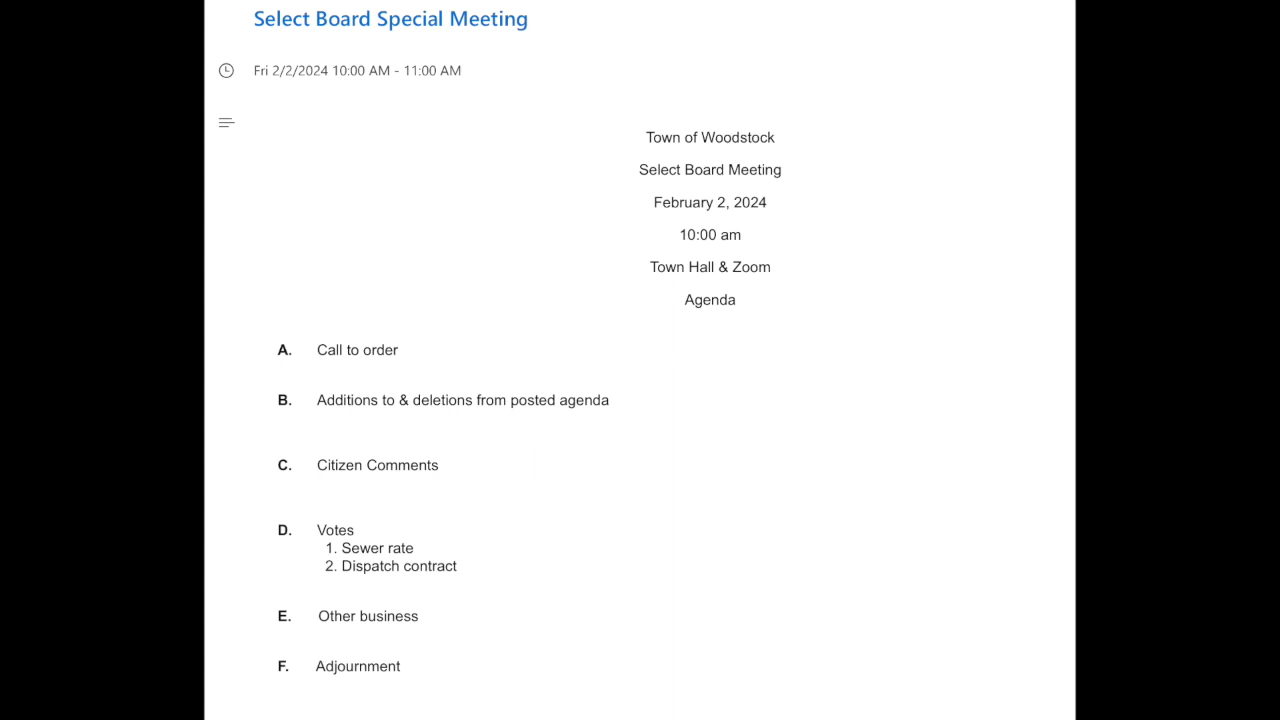 Select Board Special Meeting
Fri 2/2/2024 10:00 AM - 11:00 AM
Town of Woodstock
Select Board Meeting
February 2, 2024
10:00 am
Town Hall & Zoom
Agenda
A. Call to order
B. Additions to & deletions from posted agenda
C. Citizen Comments
D. Votes
1. Sewer rate
2. Dispatch contract
E. Other business
F. Adjournment